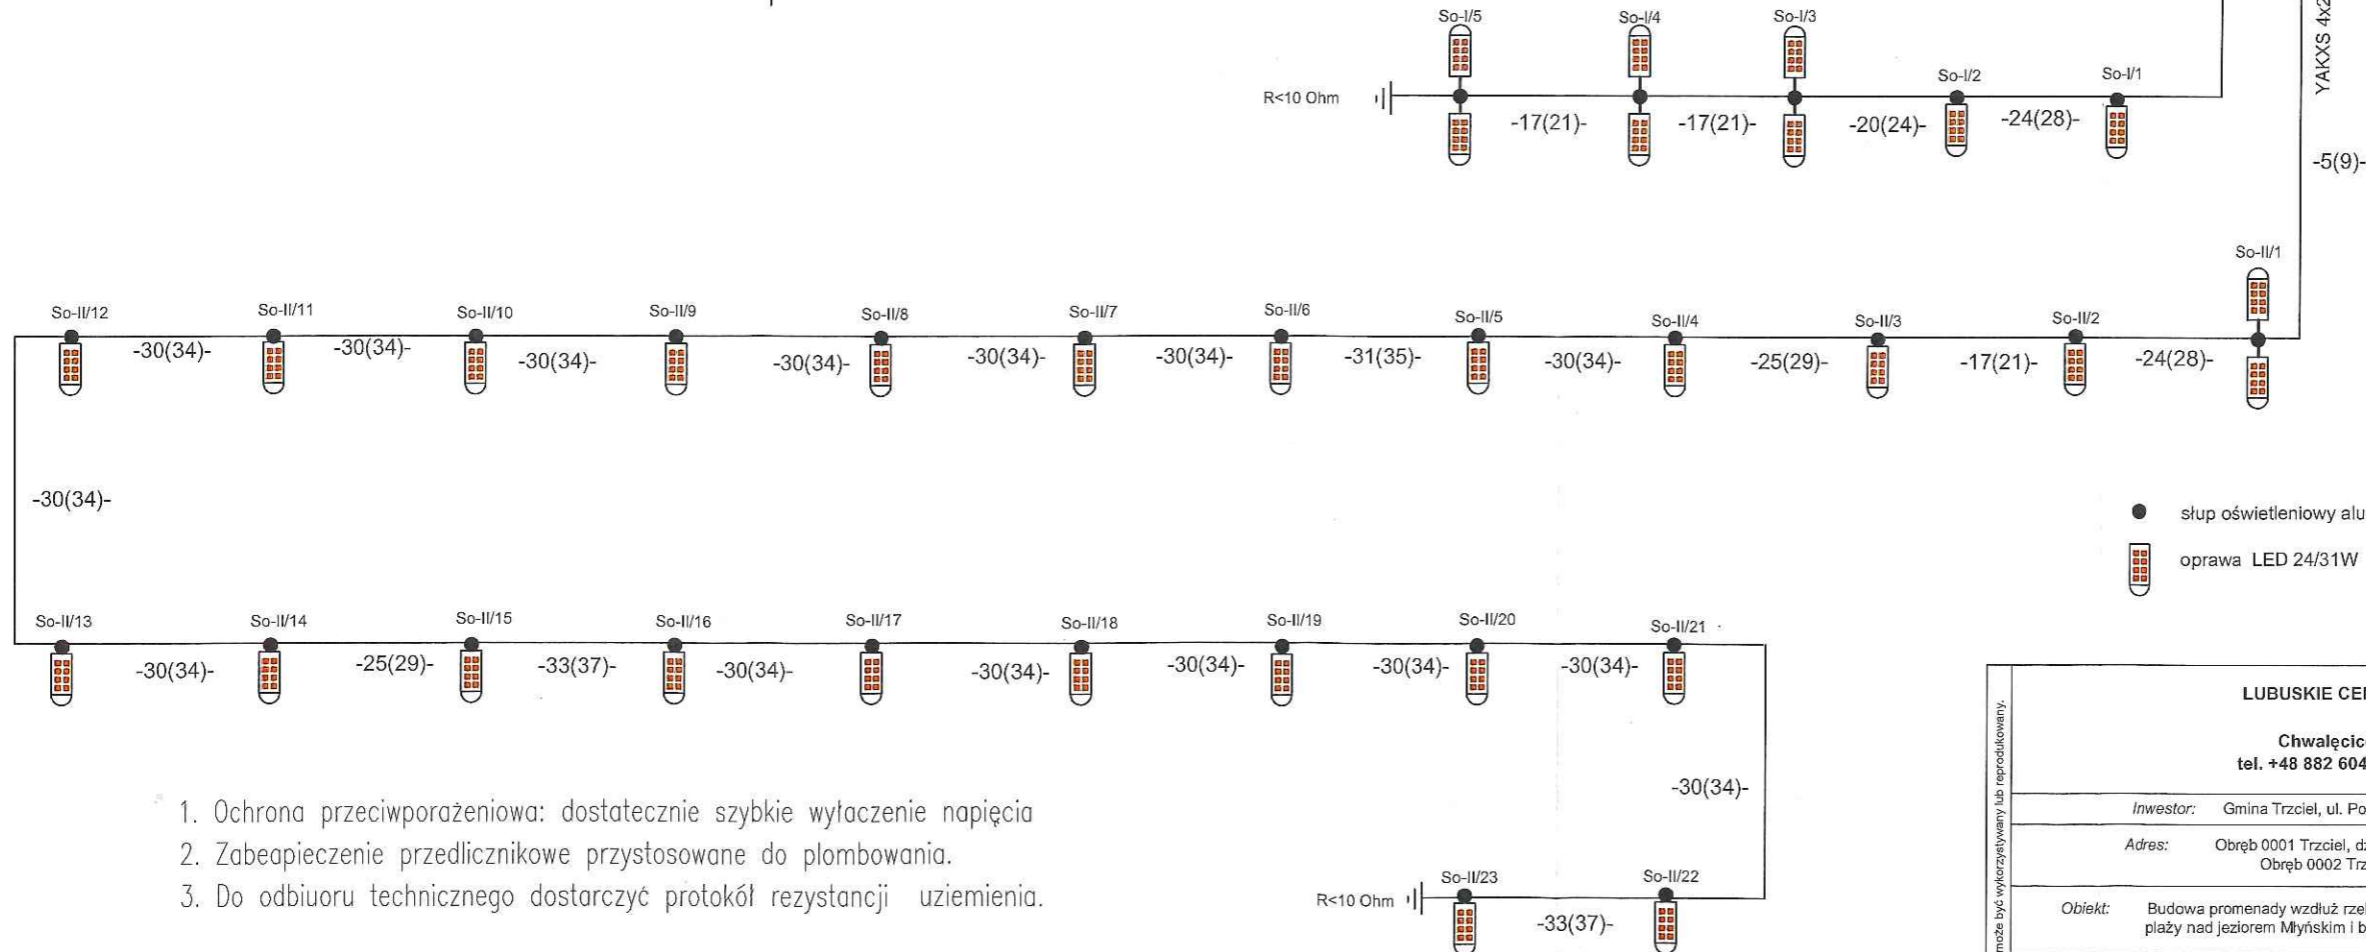 So-I/5
So-I/4
So-I/3
So-I/2
So-I/1
YAKXS 4x2
R<10 Ohm
-17(21)-
-17(21)-
-20(24)-
-24(28)-
-5(9)-
So-II/1
So-II/12
So-II/11
So-II/10
So-II/9
So-II/8
So-II/7
So-II/6
So-II/5
So-II/4
So-II/3
So-II/2
-30(34)-
-30(34)-
-30(34)-
-30(34)-
-30(34)-
-30(34)-
-31(35)-
-30(34)-
-25(29)-
-17(21)-
-24(28)-
-30(34)-
słup oświetleniowy alu
oprawa LED 24/31W
So-II/13
So-II/14
So-II/15
So-II/16
So-II/17
So-II/18
So-II/19
So-II/20
So-II/21
-30(34)-
-25(29)-
-33(37)-
-30(34)-
-30(34)-
-30(34)-
-30(34)-
-30(34)-
-30(34)-
1. Ochrona przeciwporażeniowa: dostatecznie szybkie wyłaczenie napięcia
2. Zabeapieczenie przedlicznikowe przystosowane do plombowania.
3. Do odbiuoru technicznego dostarczyć protokół rezystancji uziemienia.
R<10 Ohm
So-II/23
So-II/22
-33(37)-
może być wykorzystywany lub reprodukowany.
LUBUSKIE CE
Chwalęcic
tel. +48 882 604
Inwestor: Gmina Trzciel, ul. Po
Adres: Obręb 0001 Trzciel, dz
Obręb 0002 Trz
Obiekt: Budowa promenady wzdłuż rze
plaży nad jeziorem Młyńskim i b